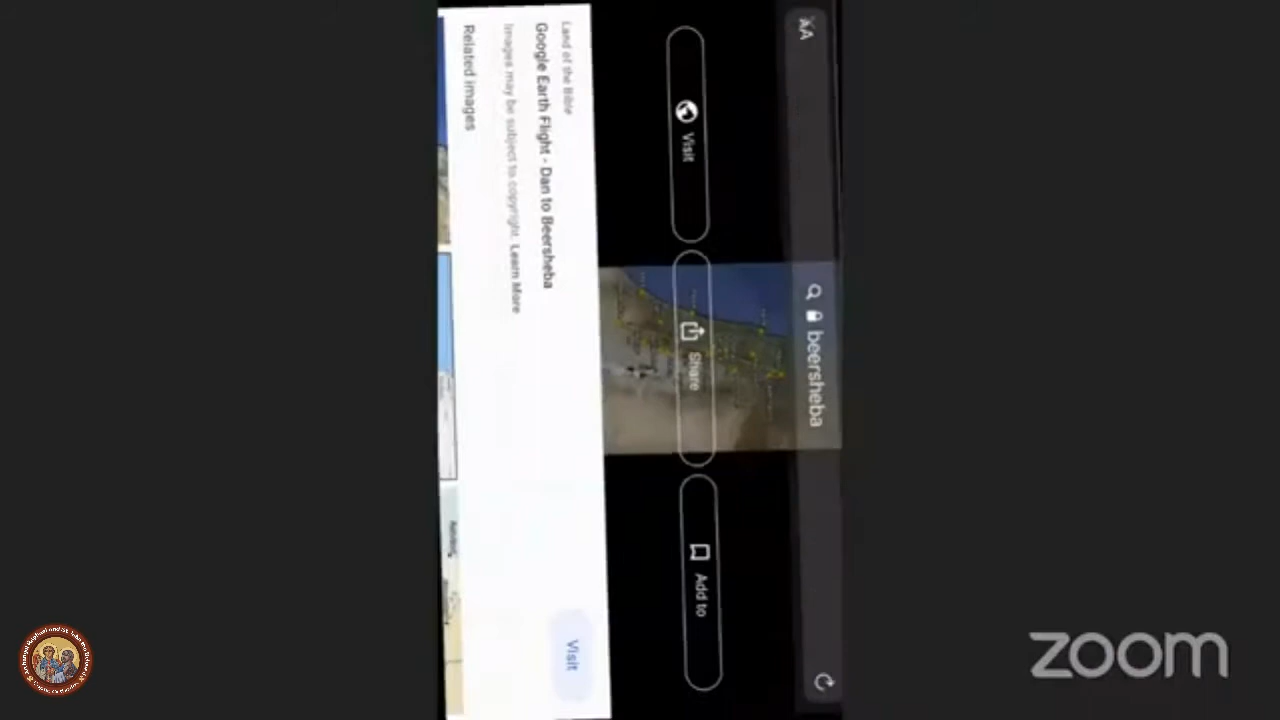 AA
beersheba
Visit
Share
Add to
Land of the Bible
Google Earth Flight - Dan to Beersheba
Visit
Images may be subject to copyright. Learn More
Related images
zoom